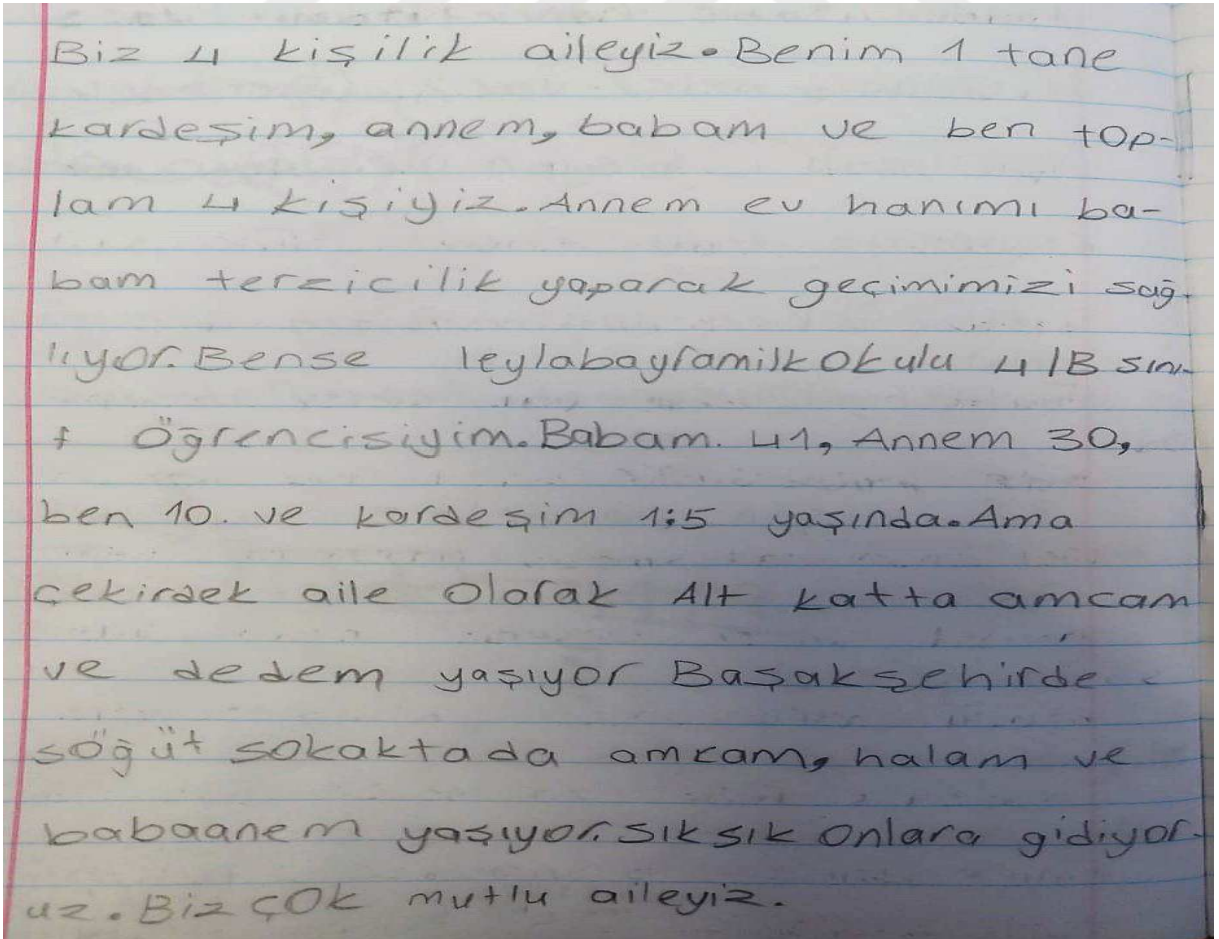 Biz 4 kişilik aileyiz. Benim 1 tane
kardeşim, annem, babam ve ben top-
lam 4 kişiyiz. Annem ev hanımı ba-
bam terzicilik yaparak geçimimizi sağ-
lıyor. Bense leylabayramilkokulu 4/B sını-
f Öğrencisiyim. Babam. 41, Annem 30,
ben 10. ve kardeşim 1:5 yaşında. Ama
çekirdek aile olarak Alt katta amcam
ve dedem yaşıyor Başakşehirde
söğüt sokaktada amcam, halam ve
babaanem yaşıyor. sık sık onlara gidiyor-
uz. Biz çok mutlu aileyiz.